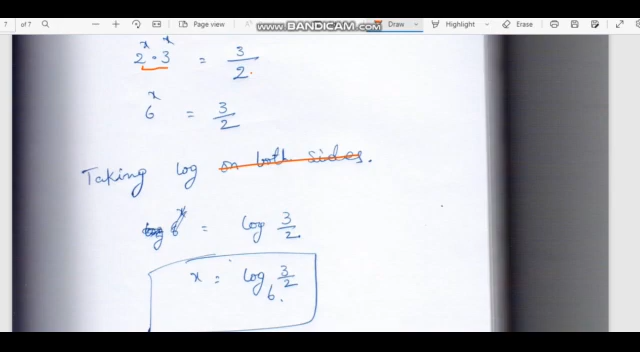 7 of 7 Page view www.BANDICAM.com Draw Highlight Erase
2^x · 3^x = 3/2.
6^x = 3/2
Taking log on both sides.
log 6^x = log 3/2
x = log_6 3/2